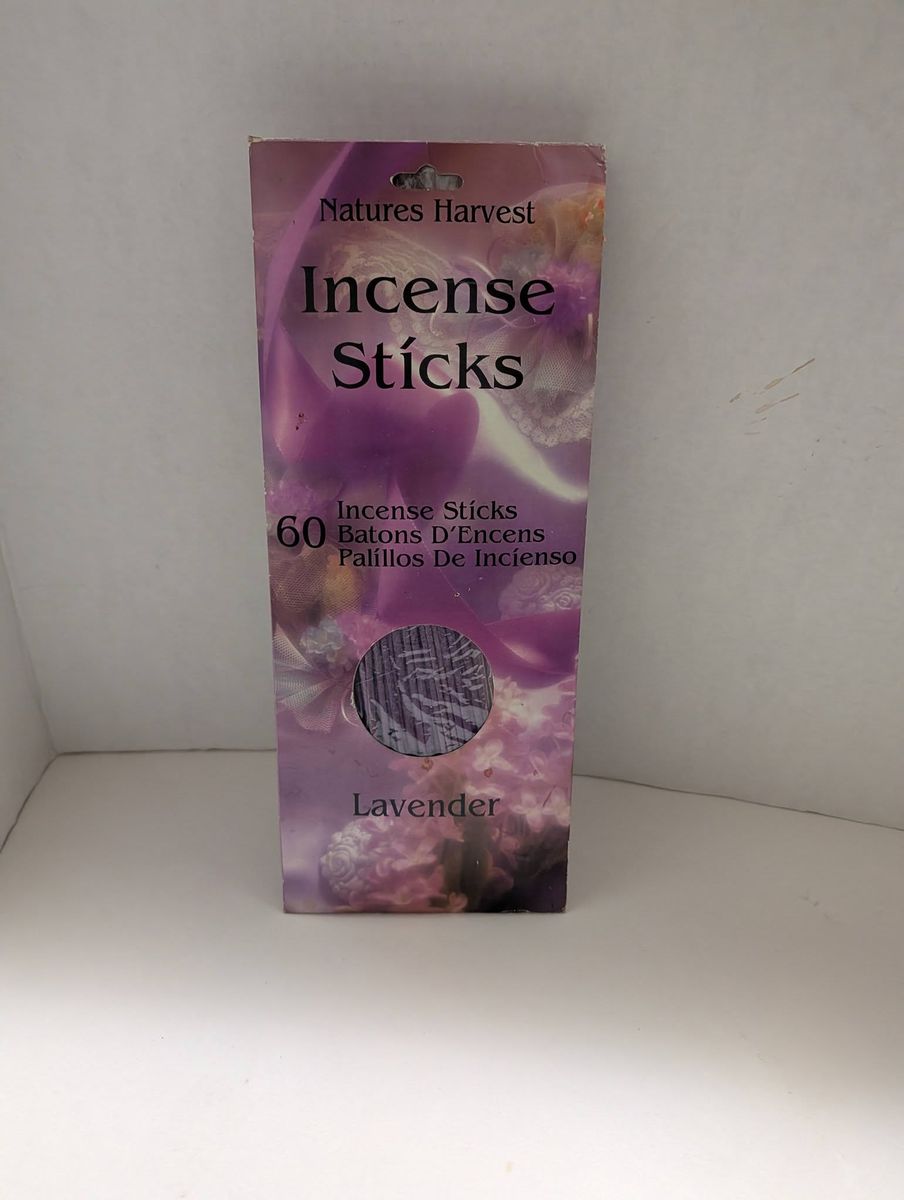 Natures Harvest
Incense
Stícks
60
Incense Stícks
Batons D'Encens
Palíllos De Incíenso
Lavender